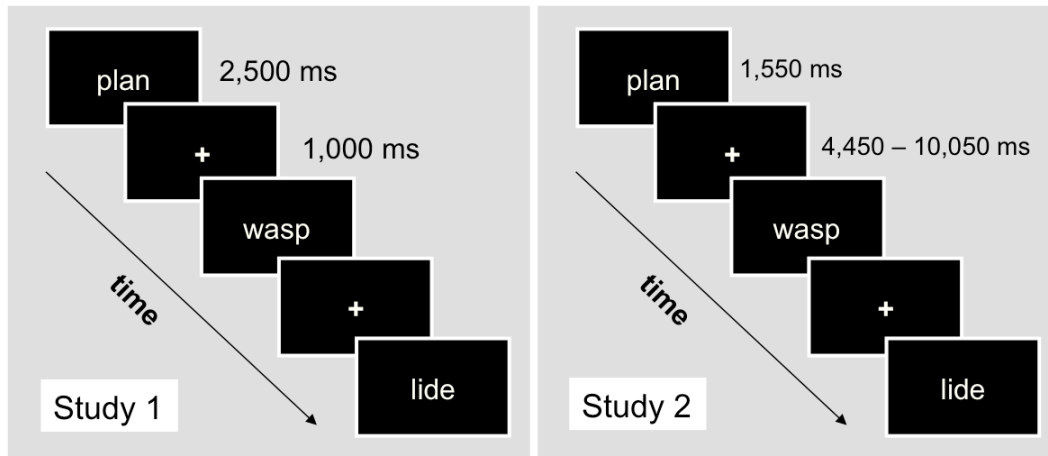 plan
2,500 ms
+
1,000 ms
wasp
+
lide
time
Study 1
plan
1,550 ms
+
4,450 – 10,050 ms
wasp
+
lide
time
Study 2